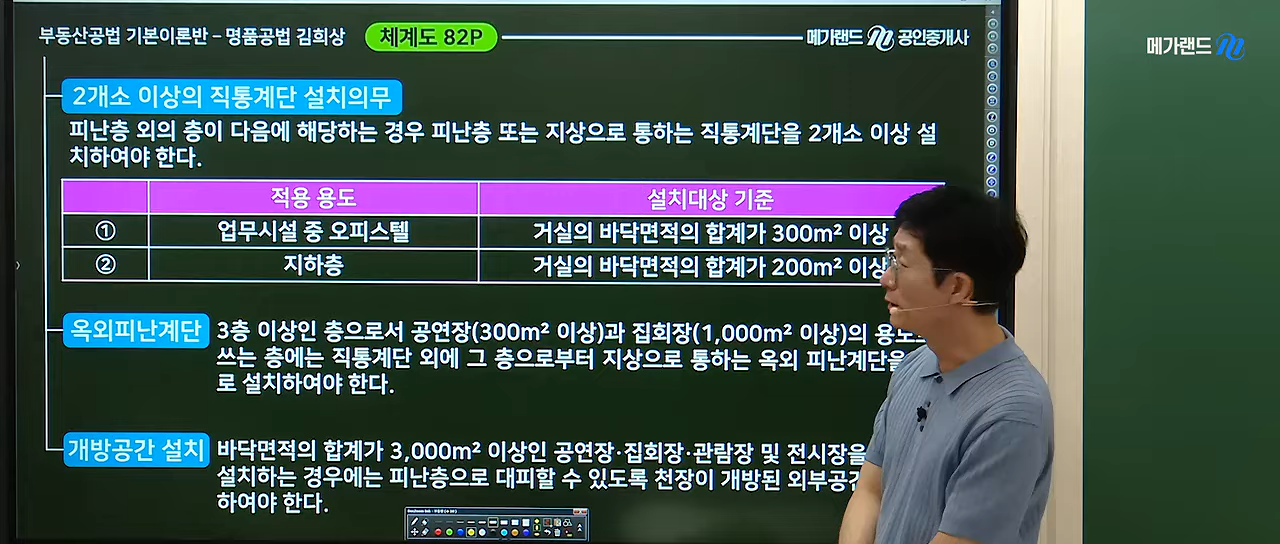 부동산공법 기본이론반 - 명품공법 김희상
체계도 82P
메가랜드 공인중개사
메가랜드
2개소 이상의 직통계단 설치의무
피난층 외의 층이 다음에 해당하는 경우 피난층 또는 지상으로 통하는 직통계단을 2개소 이상 설
치하여야 한다.
적용 용도 설치대상 기준
① 업무시설 중 오피스텔 거실의 바닥면적의 합계가 300m² 이상
② 지하층 거실의 바닥면적의 합계가 200m² 이상
옥외피난계단
3층 이상인 층으로서 공연장(300m² 이상)과 집회장(1,000m² 이상)의
쓰는 층에는 직통계단 외에 그 층으로부터 지상으로 통하는 옥외 피난계단을
로 설치하여야 한다.
개방공간 설치
바닥면적의 합계가 3,000m² 이상인 공연장·집회장·관람장 및 전시장을
설치하는 경우에는 피난층으로 대피할 수 있도록 천장이 개방된
하여야 한다.